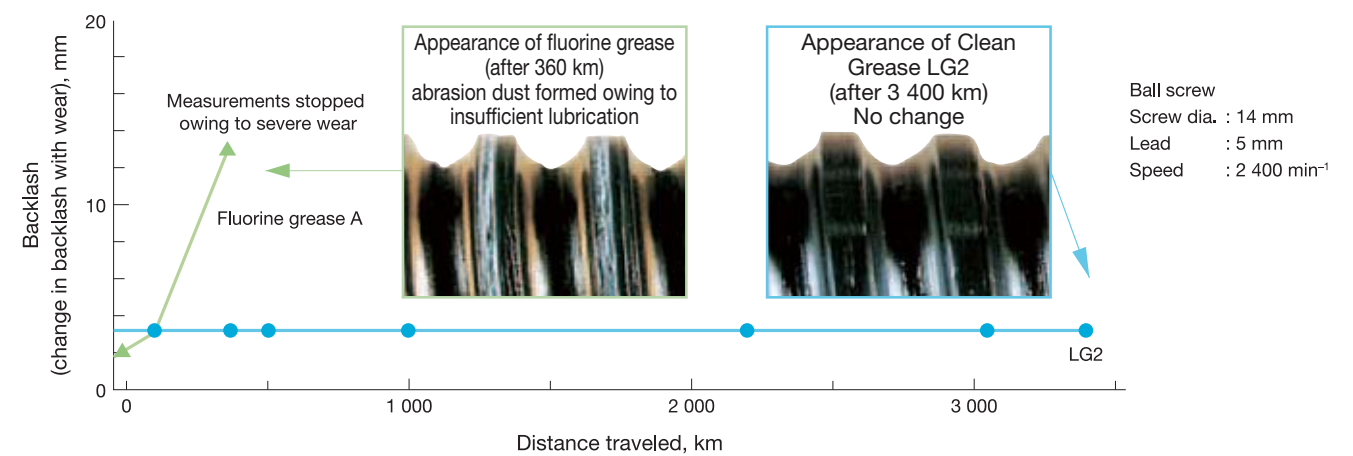 20
10
0
Backlash
(change in backlash with wear), mm
Measurements stopped
owing to severe wear
Fluorine grease A
Appearance of fluorine grease
(after 360 km)
abrasion dust formed owing to
insufficient lubrication
Appearance of Clean
Grease LG2
(after 3 400 km)
No change
Ball screw
Screw dia. : 14 mm
Lead : 5 mm
Speed : 2 400 min⁻¹
LG2
0 1 000 2 000 3 000
Distance traveled, km